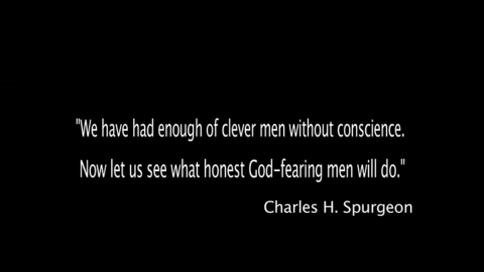 "We have had enough of clever men without conscience.
Now let us see what honest God-fearing men will do."
Charles H. Spurgeon